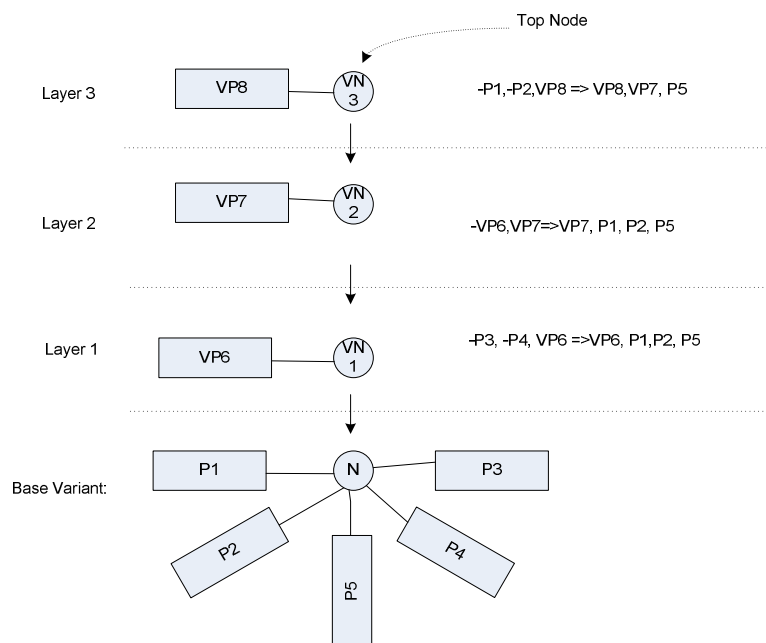 Top Node
Layer 3
VP8
VN
3
-P1,-P2,VP8 => VP8,VP7, P5
Layer 2
VP7
VN
2
-VP6,VP7=>VP7, P1, P2, P5
Layer 1
VP6
VN
1
-P3, -P4, VP6 =>VP6, P1,P2, P5
Base Variant:
P1
N
P3
P2
P5
P4